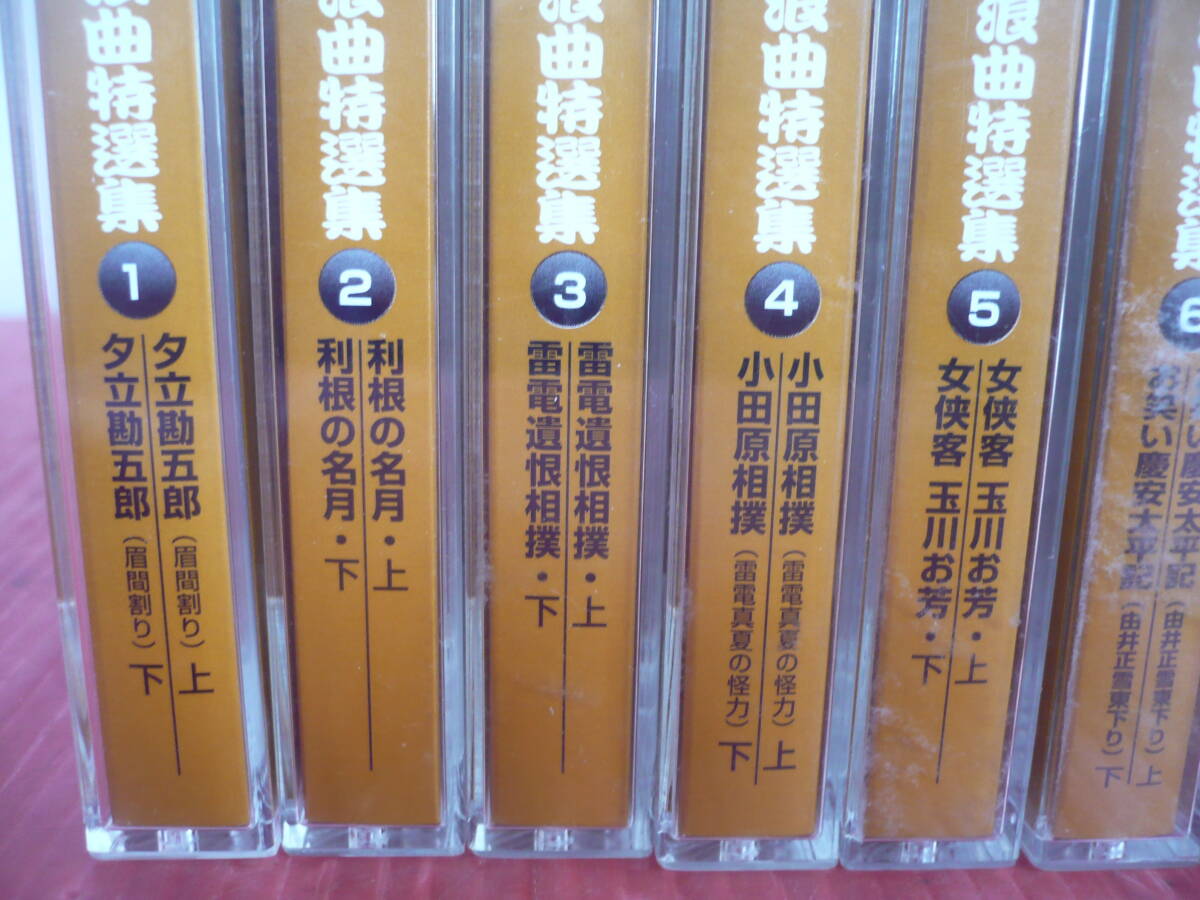 浪曲特選集
1
夕立勘五郎（眉間割り）上
夕立勘五郎（眉間割り）下
浪曲特選集
2
利根の名月・上
利根の名月・下
浪曲特選集
3
雷電遺恨相撲・上
雷電遺恨相撲・下
浪曲特選集
4
小田原相撲（雷電真夏の怪力）上
小田原相撲（雷電真夏の怪力）下
浪曲特選集
5
女侠客 玉川お芳・上
女侠客 玉川お芳・下
特選集
6
お笑い慶安太平記（由井正雪東下り）上
お笑い慶安太平記（由井正雪東下り）下